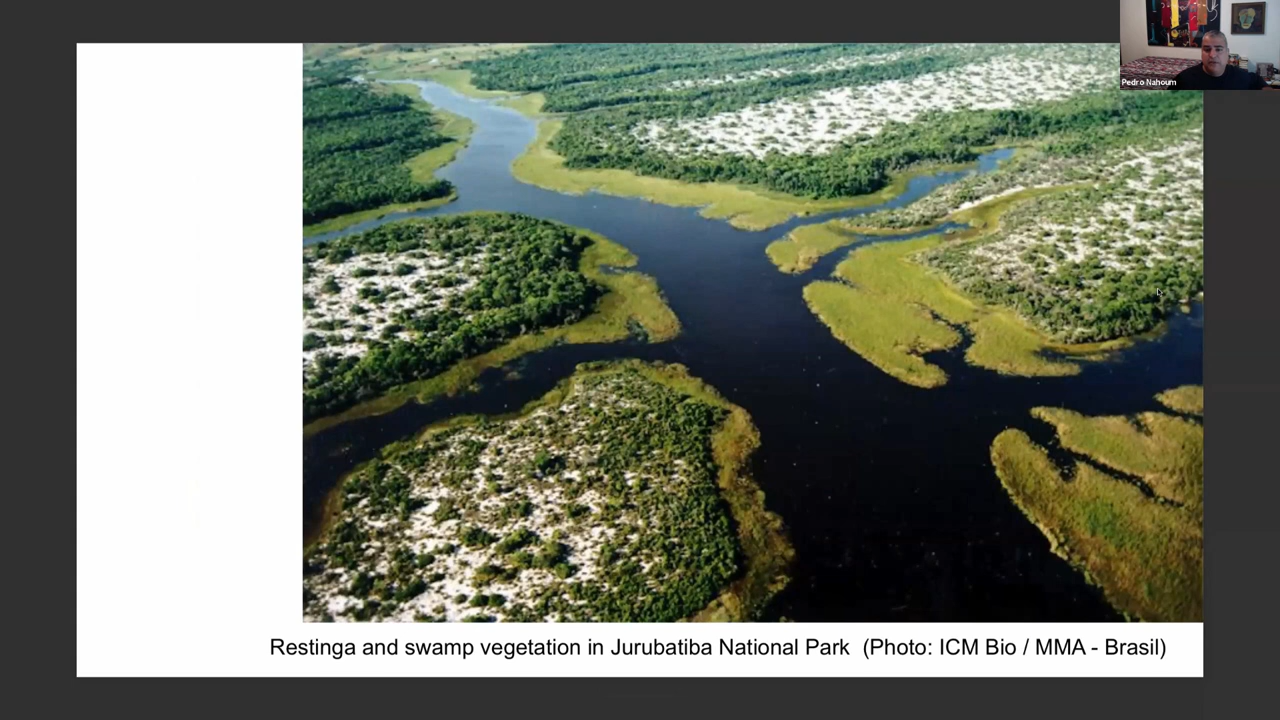 Pedro Nahoum
Restinga and swamp vegetation in Jurubatiba National Park (Photo: ICM Bio / MMA - Brasil)